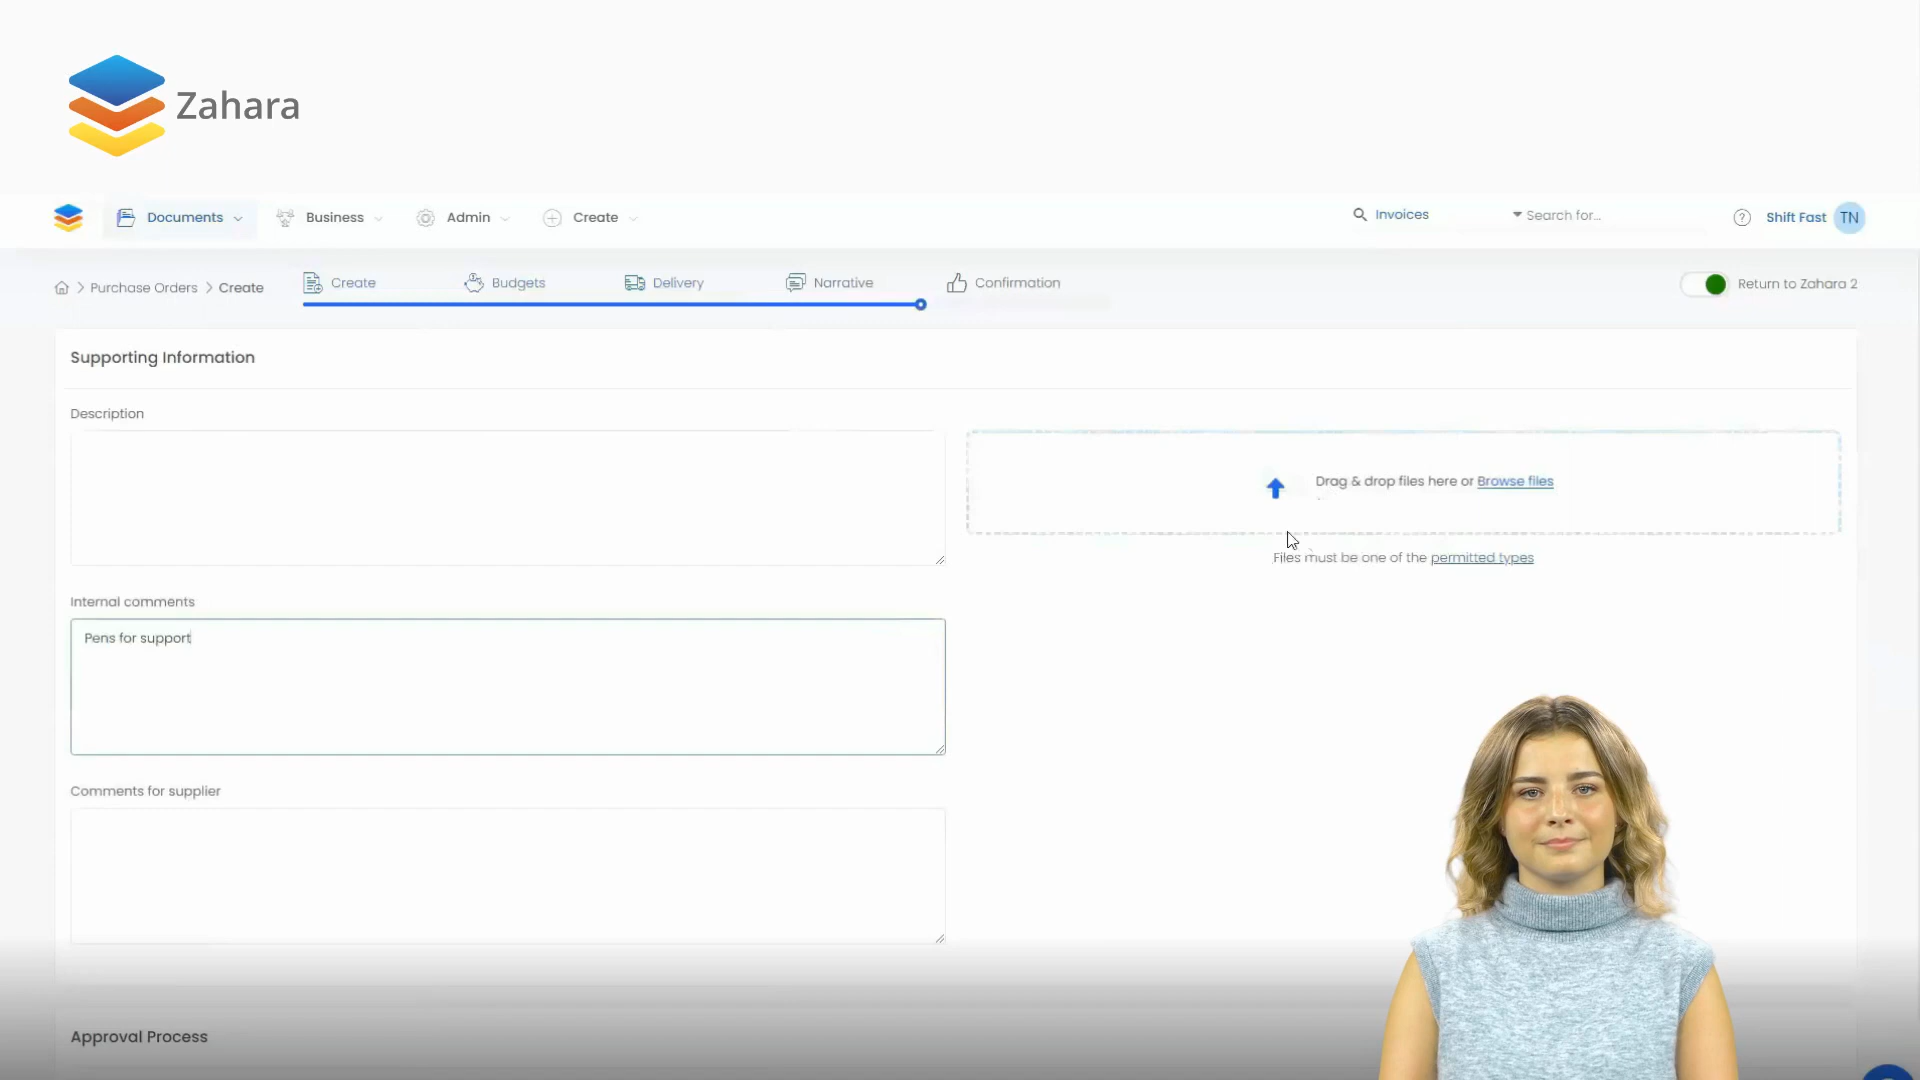 Zahara
Documents Business Admin Create Invoices Search for... ? Shift Fast TN
Purchase Orders > Create Create Budgets Delivery Narrative Confirmation Return to Zahara 2
Supporting Information
Description
Drag & drop files here or Browse files
Files must be one of the permitted types
Internal comments
Pens for support
Comments for supplier
Approval Process